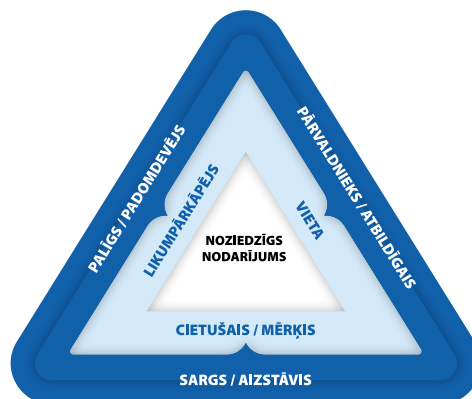 PALĪGS / PADOMDEVĒJS
PĀRVALDNIEKS / ATBILDĪGAIS
LIKUMPĀRKĀPĒJS
VIETA
NOZIEDZĪGS
NODARĪJUMS
CIETUŠAIS / MĒRĶIS
SARGS / AIZSTĀVIS